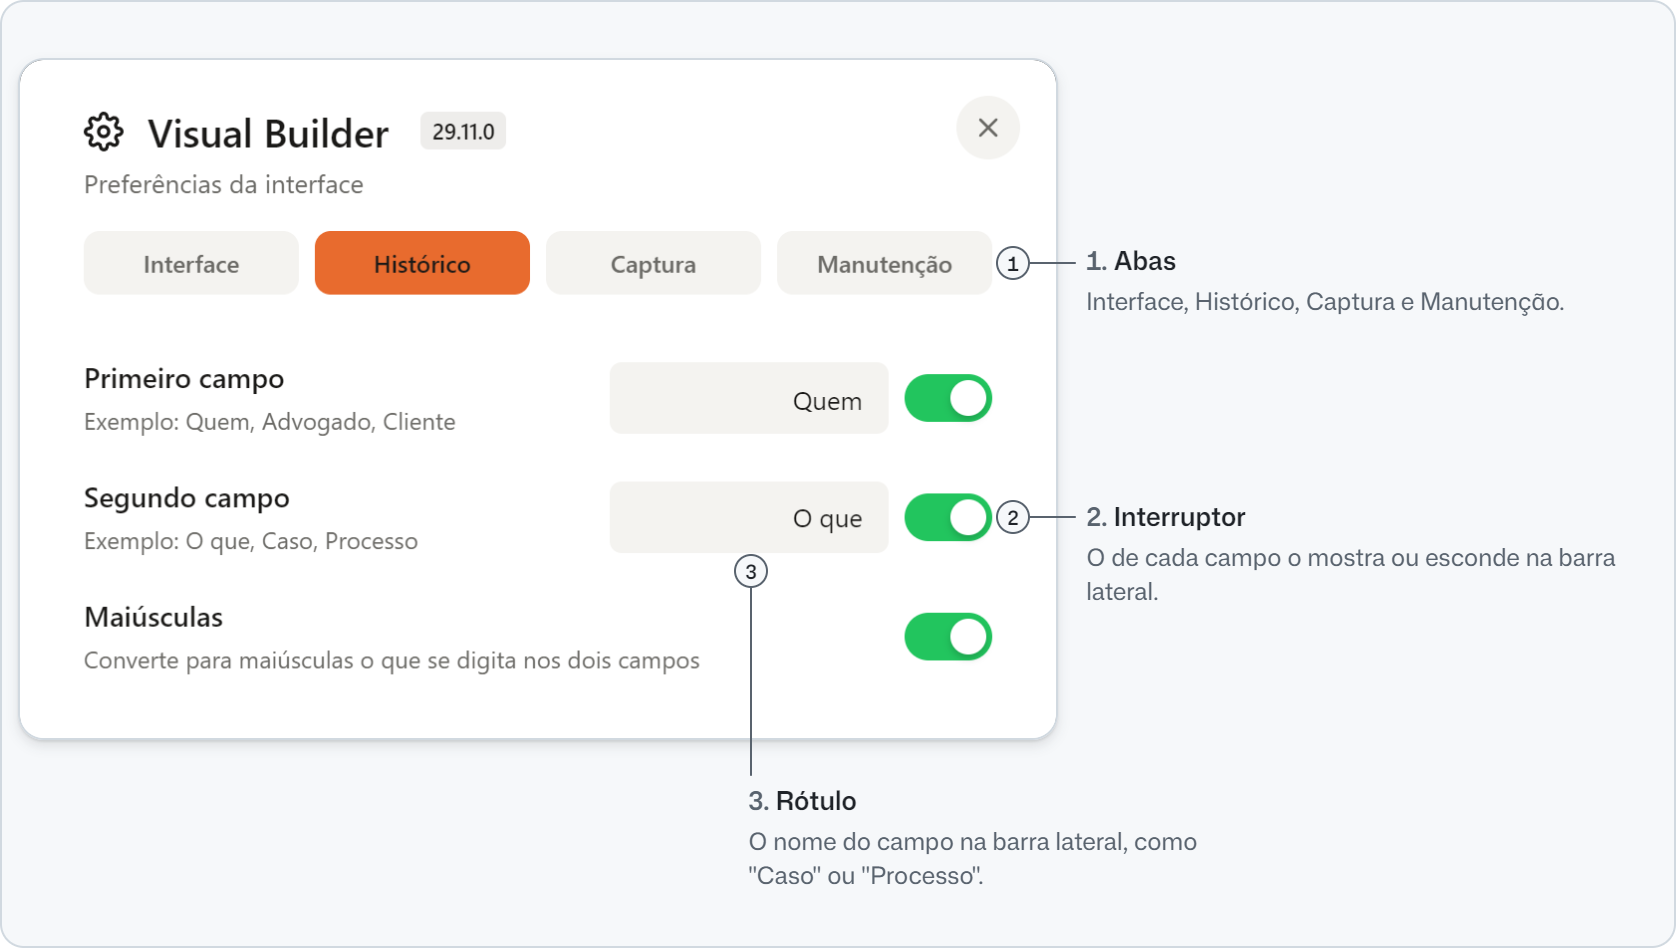 Visual Builder 29.11.0
Preferências da interface
Interface Histórico Captura Manutenção
1
1. Abas
Interface, Histórico, Captura e Manutenção.
Primeiro campo
Exemplo: Quem, Advogado, Cliente
Quem
Segundo campo
Exemplo: O que, Caso, Processo
O que
2
2. Interruptor
O de cada campo o mostra ou esconde na barra
lateral.
3
Maiúsculas
Converte para maiúsculas o que se digita nos dois campos
3. Rótulo
O nome do campo na barra lateral, como
"Caso" ou "Processo".